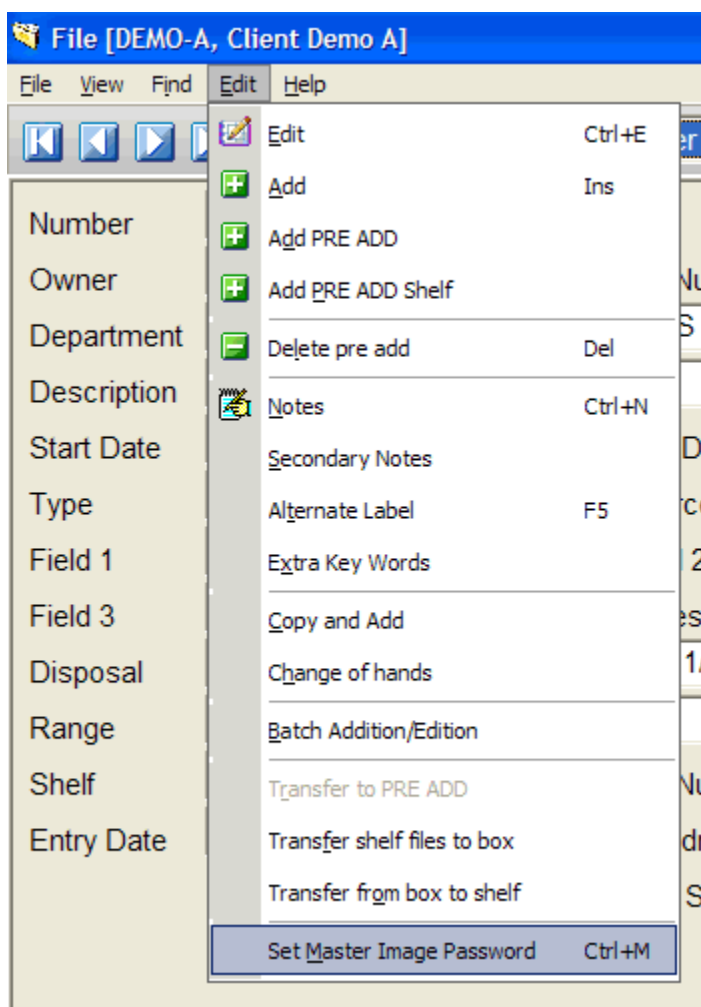 File [DEMO-A, Client Demo A]
File View Find Edit Help
Edit Ctrl+E
Add Ins
Add PRE ADD
Add PRE ADD Shelf
Delete pre add Del
Notes Ctrl+N
Secondary Notes
Alternate Label F5
Extra Key Words
Copy and Add
Change of hands
Batch Addition/Edition
Transfer to PRE ADD
Transfer shelf files to box
Transfer from box to shelf
Set Master Image Password Ctrl+M
Number
Owner
Department
Description
Start Date
Type
Field 1
Field 3
Disposal
Range
Shelf
Entry Date